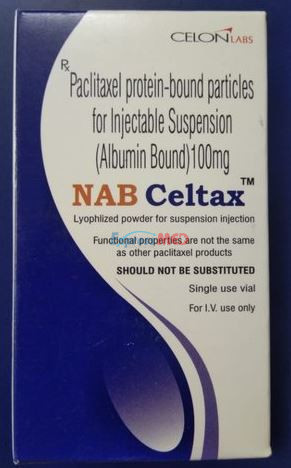 CELON LABS
Rx
Paclitaxel protein-bound particles
for Injectable Suspension
(Albumin Bound)100mg
NAB Celtax™
Lyophlized powder for suspension injection
Functional properties are not the same
as other paclitaxel products
SHOULD NOT BE SUBSTITUTED
Single use vial
For I.V. use only